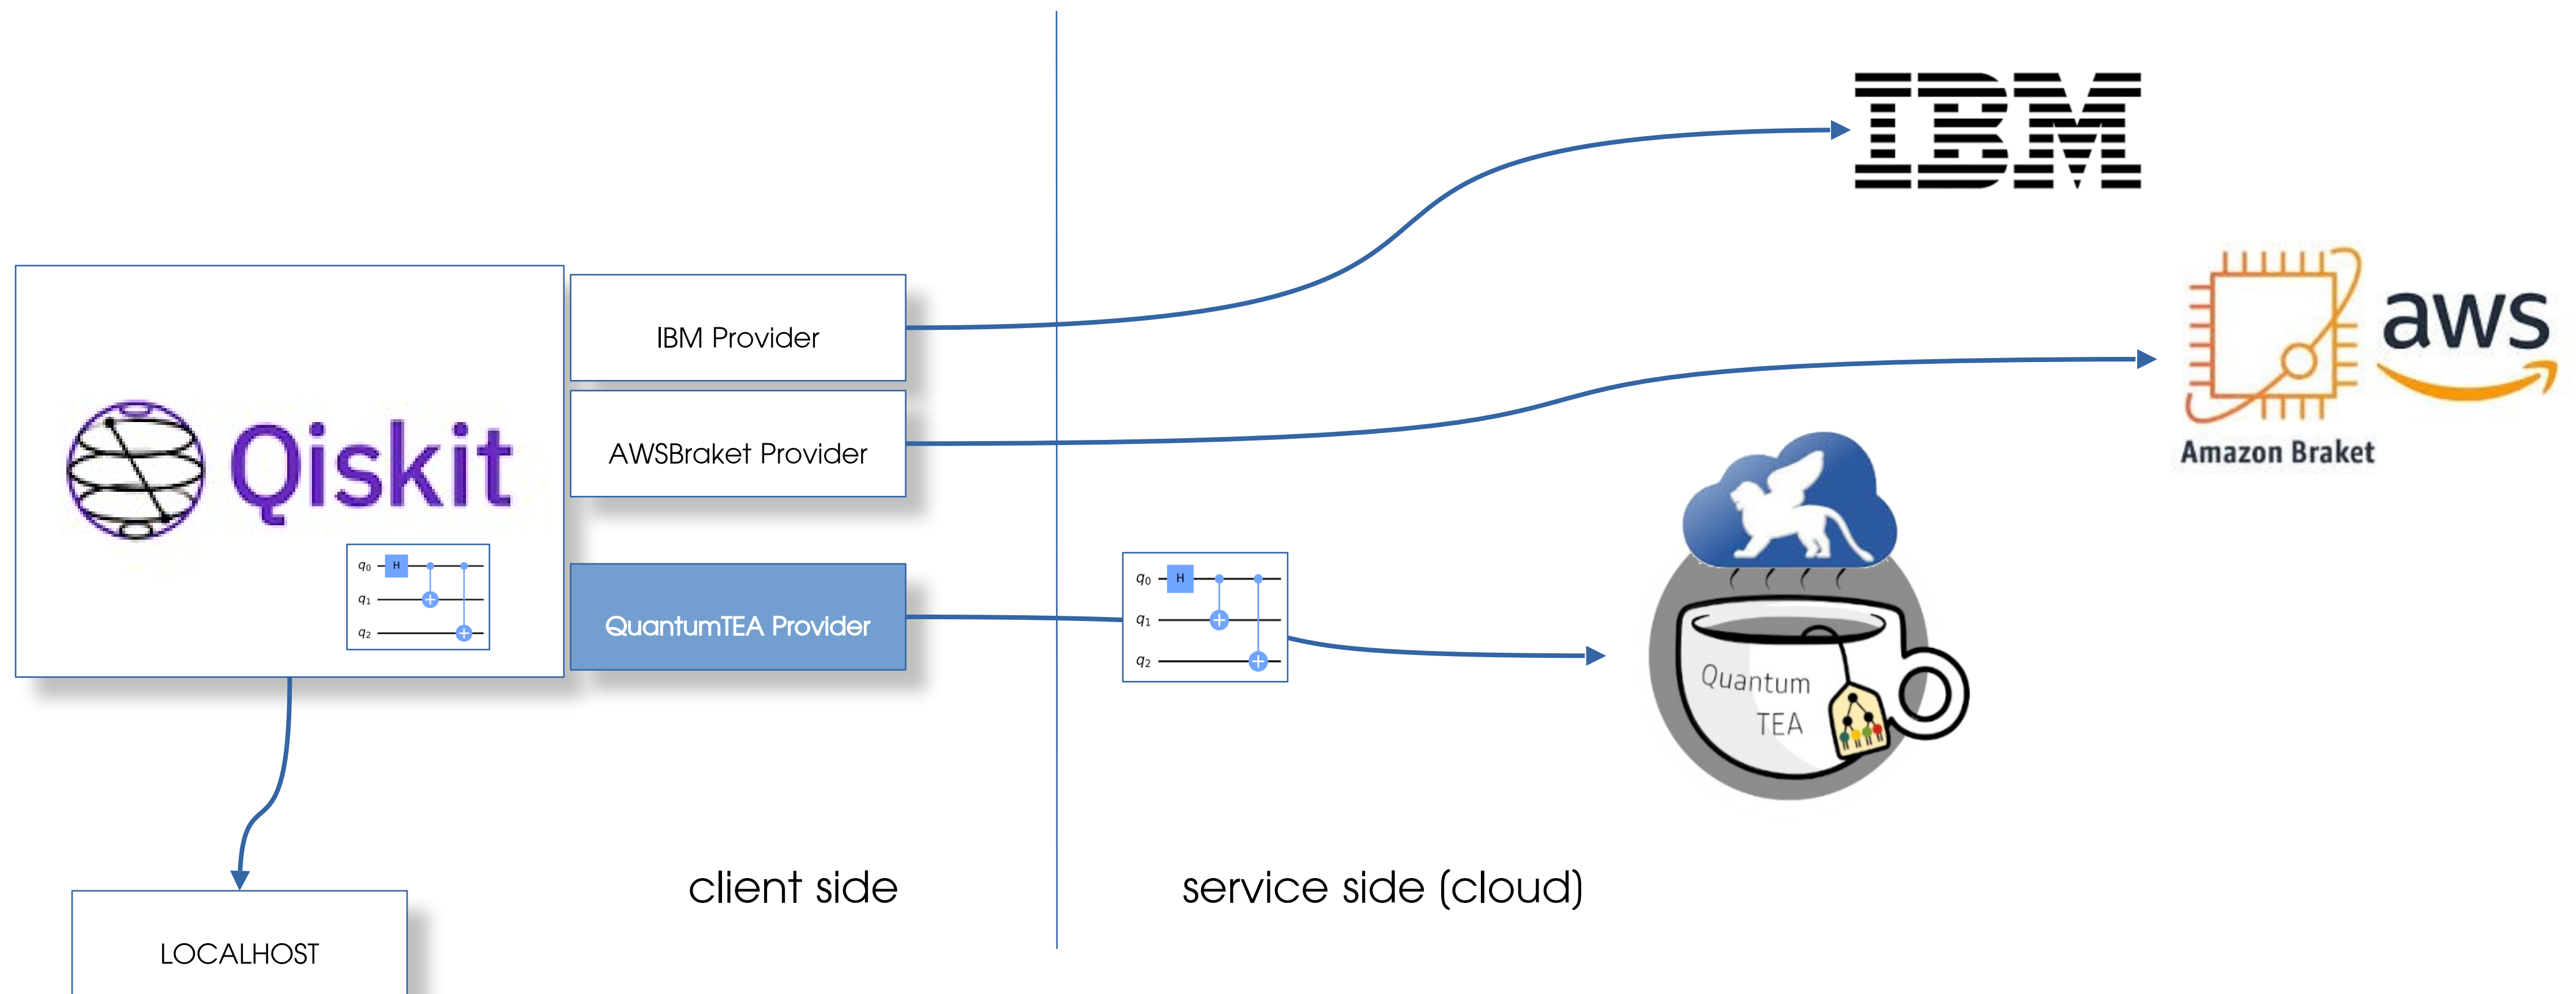 IBM
IBM Provider
aws
Amazon Braket
Qiskit
AWSBraket Provider
q0 H
q1
q2
QuantumTEA Provider
q0 H
q1
q2
Quantum
TEA
client side
service side (cloud)
LOCALHOST